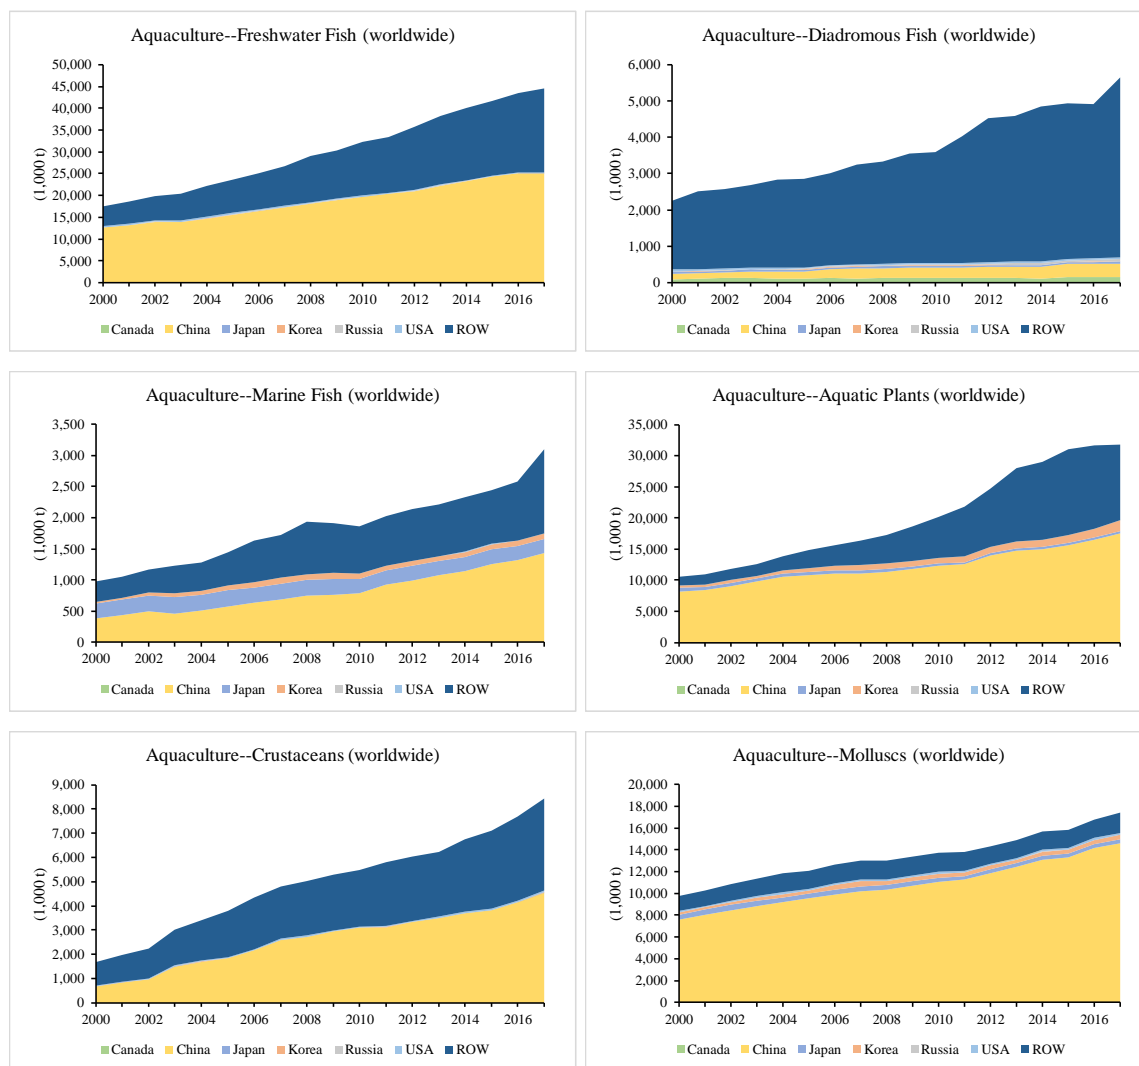 Aquaculture--Freshwater Fish (worldwide)
50,000
45,000
40,000
35,000
30,000
25,000
20,000
15,000
10,000
5,000
0
(1,000 t)
2000 2002 2004 2006 2008 2010 2012 2014 2016
Canada China Japan Korea Russia USA ROW
Aquaculture--Diadromous Fish (worldwide)
6,000
5,000
4,000
3,000
2,000
1,000
0
(1,000 t)
2000 2002 2004 2006 2008 2010 2012 2014 2016
Canada China Japan Korea Russia USA ROW
Aquaculture--Marine Fish (worldwide)
3,500
3,000
2,500
2,000
1,500
1,000
500
0
(1,000 t)
2000 2002 2004 2006 2008 2010 2012 2014 2016
Canada China Japan Korea Russia USA ROW
Aquaculture--Aquatic Plants (worldwide)
35,000
30,000
25,000
20,000
15,000
10,000
5,000
0
(1,000 t)
2000 2002 2004 2006 2008 2010 2012 2014 2016
Canada China Japan Korea Russia USA ROW
Aquaculture--Crustaceans (worldwide)
9,000
8,000
7,000
6,000
5,000
4,000
3,000
2,000
1,000
0
(1,000 t)
2000 2002 2004 2006 2008 2010 2012 2014 2016
Canada China Japan Korea Russia USA ROW
Aquaculture--Molluscs (worldwide)
20,000
18,000
16,000
14,000
12,000
10,000
8,000
6,000
4,000
2,000
0
(1,000 t)
2000 2002 2004 2006 2008 2010 2012 2014 2016
Canada China Japan Korea Russia USA ROW